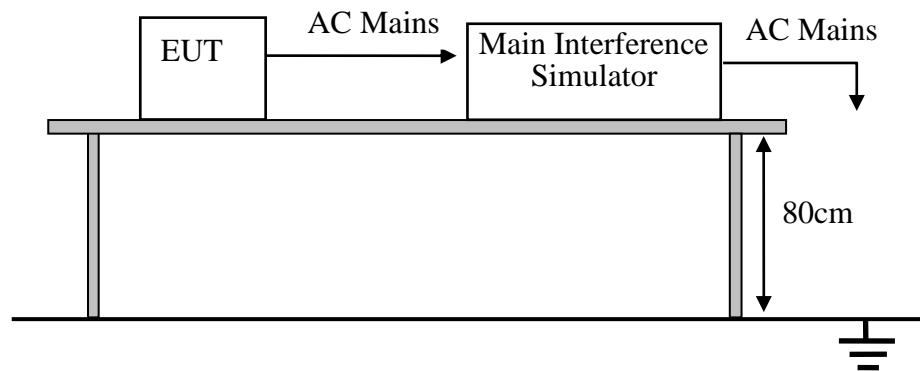 EUT
AC Mains
Main Interference
Simulator
AC Mains
80cm